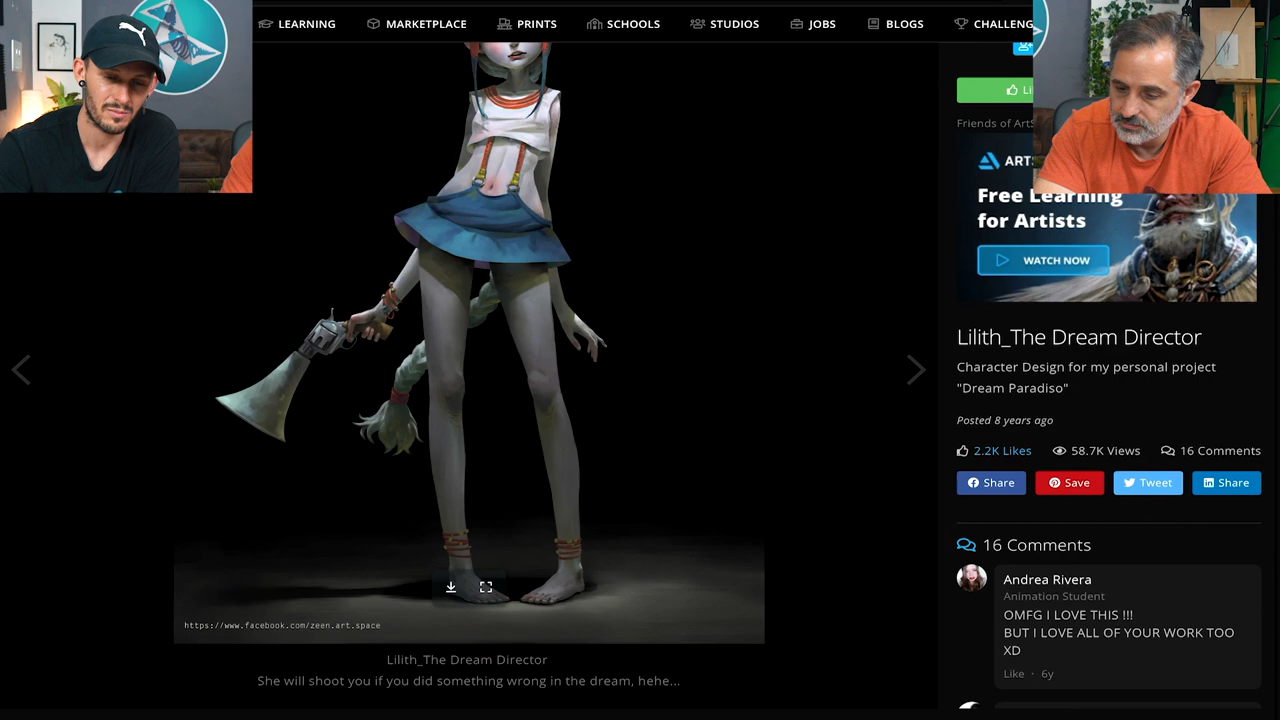 LEARNING
MARKETPLACE
PRINTS
SCHOOLS
STUDIOS
JOBS
BLOGS
CHALLENG
Li
Friends of ArtS
ARTS
Free Learning
for Artists
WATCH NOW
Lilith_The Dream Director
Character Design for my personal project
"Dream Paradiso"
Posted 8 years ago
2.2K Likes
58.7K Views
16 Comments
Share
Save
Tweet
Share
16 Comments
Andrea Rivera
Animation Student
OMFG I LOVE THIS !!!
BUT I LOVE ALL OF YOUR WORK TOO
XD
Like · 6y
https://www.facebook.com/zeen.art.space
Lilith_The Dream Director
She will shoot you if you did something wrong in the dream, hehe...